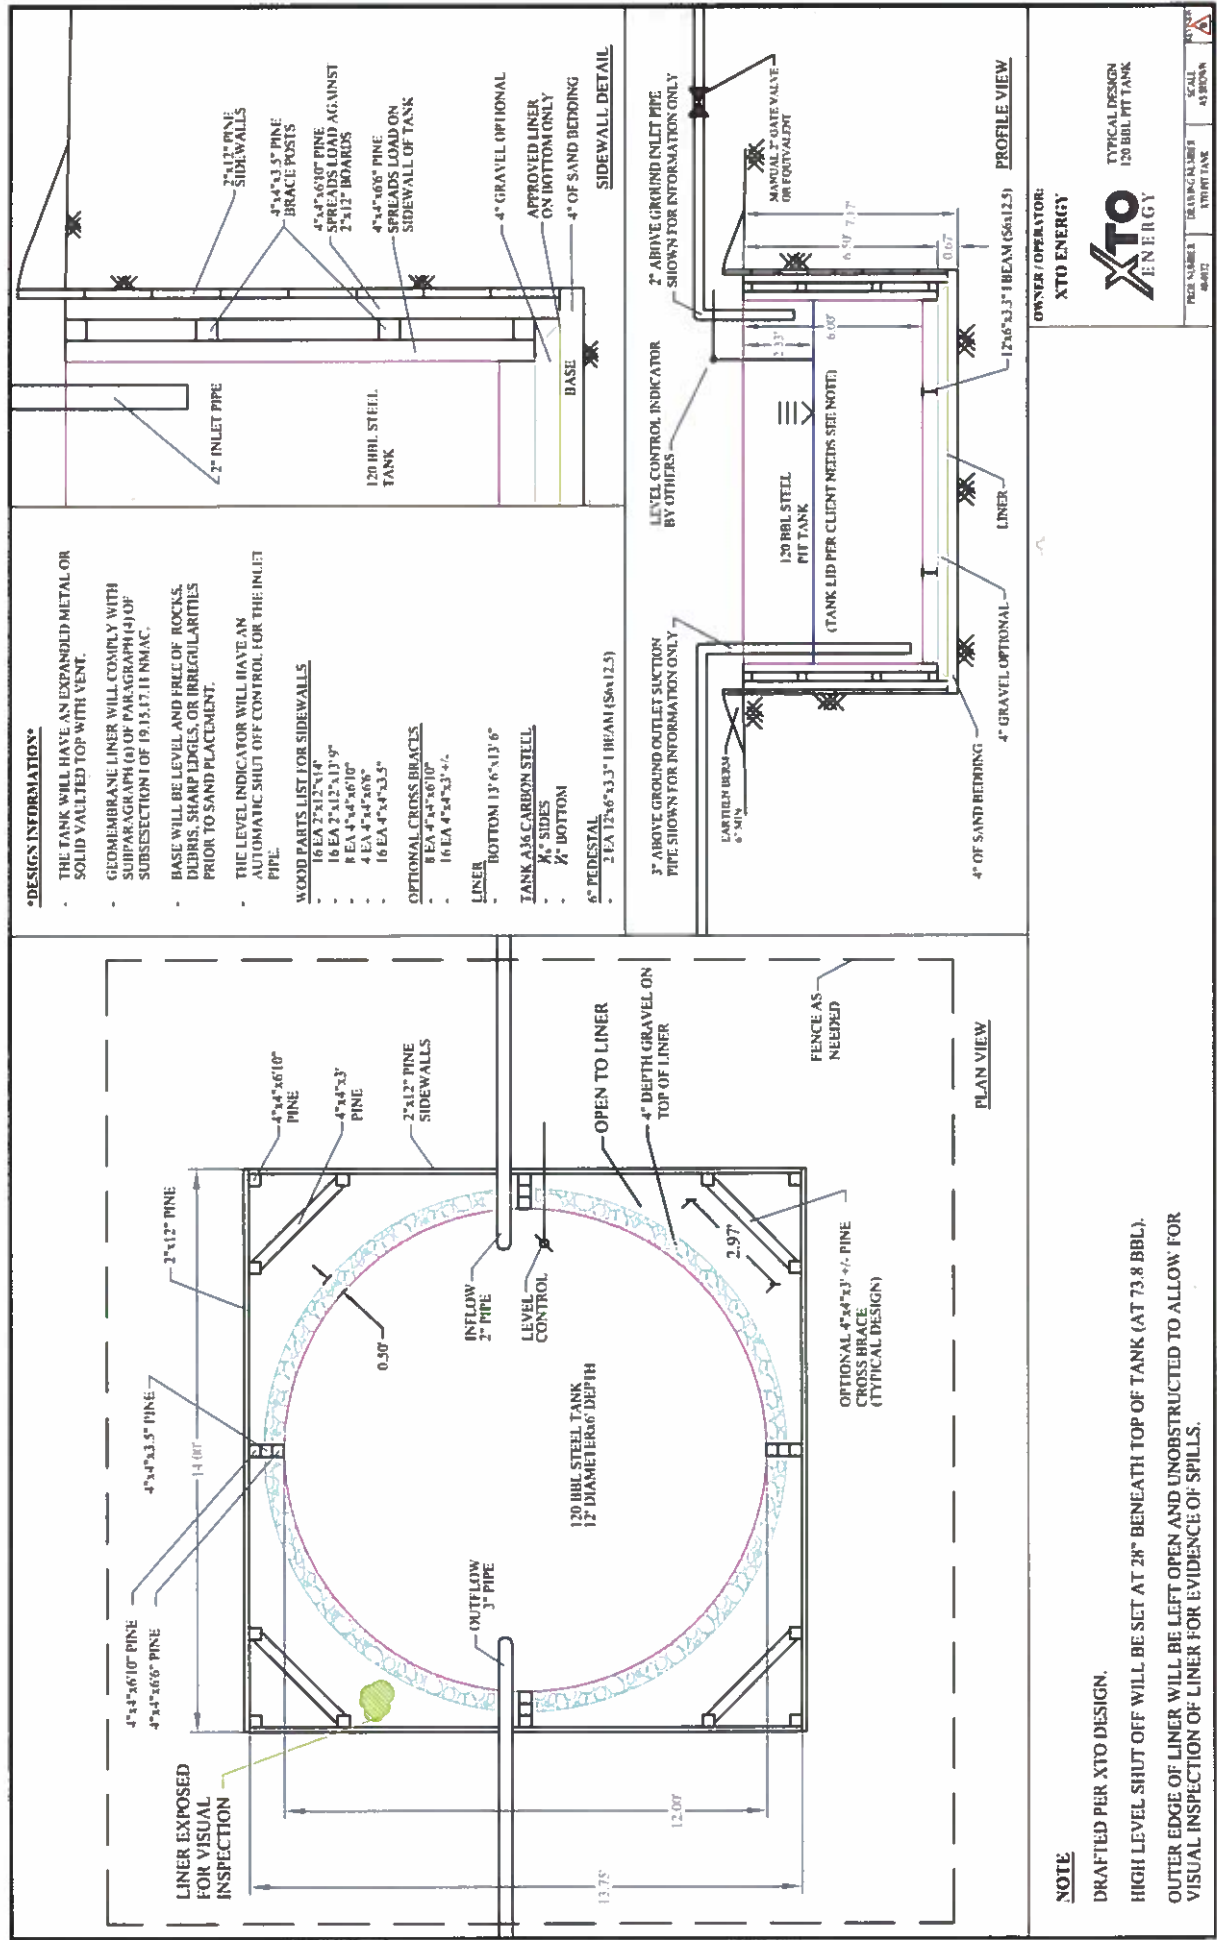 *DESIGN INFORMATION*
- THE TANK WILL HAVE AN EXPANDED METAL OR
SOLID VAULTED TOP WITH VENT.
- GEOMEMBRANE LINER WILL COMPLY WITH
SUBPARAGRAPH (a) OF PARAGRAPH (4) OF
SUBSESECTION I OF 19.15.17.11 NMAC.
- BASE WILL BE LEVEL AND FREE OF ROCKS,
DEBRIS, SHARP EDGES, OR IRREGULARITIES
PRIOR TO SAND PLACEMENT.
- THE LEVEL INDICATOR WILL HAVE AN
AUTOMATIC SHUT OFF CONTROL FOR THE INLET
PIPE.
WOOD PARTS LIST FOR SIDEWALLS
- 16 EA 2"x12"x14'
- 16 EA 2"x12"x13'9"
- 8 EA 4"x4"x6'10"
- 4 EA 4"x4"x6'6"
- 16 EA 4"x4"x3.5"
OPTIONAL CROSS BRACES
- 8 EA 4"x4"x6'10"
- 16 EA 4"x4"x3' +/-
LINER
- BOTTOM 13' 6"x13' 6"
TANK A36 CARBON STEEL
- SIDES
- BOTTOM
6" PEDESTAL
- 2 EA 12'x6"x3.3" I BEAM (S6x12.5)
2" INLET PIPE
120 BBL STEEL
TANK
2"x12" PINE
SIDEWALLS
4"x4"x3.5" PINE
BRACE POSTS
4"x4"x6'10" PINE
SPREADS LOAD AGAINST
2"x12" BOARDS
4"x4"x6'6" PINE
SPREADS LOAD ON
SIDEWALL OF TANK
4" GRAVEL OPTIONAL
APPROVED LINER
ON BOTTOM ONLY
4" OF SAND BEDDING
BASE
SIDEWALL DETAIL
3" ABOVE GROUND OUTLET SUCTION
PIPE SHOWN FOR INFORMATION ONLY
LEVEL CONTROL INDICATOR
BY OTHERS
2" ABOVE GROUND INLET PIPE
SHOWN FOR INFORMATION ONLY
MANUAL 2" GATE VALVE
OR EQUIVALENT
EARTHEN BERM
6" MIN
120 BBL STEEL
PIT TANK
(TANK LID PER CLIENT NEEDS SEE NOTE)
2.33'
6.00'
6.50'
7.17'
0.67'
4" OF SAND BEDDING
4" GRAVEL OPTIONAL
LINER
12'x6"x3.3" I BEAM (S6x12.5)
PROFILE VIEW
4"x4"x6'10" PINE
4"x4"x6'6" PINE
4"x4"x3.5" PINE
2"x12" PINE
14.00'
4"x4"x6'10"
PINE
4"x4"x3'
PINE
2"x12" PINE
SIDEWALLS
LINER EXPOSED
FOR VISUAL
INSPECTION
0.50'
OUTFLOW
3" PIPE
INFLOW
2" PIPE
LEVEL
CONTROL
120 BBL STEEL TANK
12' DIAMETERx6' DEPTH
OPEN TO LINER
4" DEPTH GRAVEL ON
TOP OF LINER
12.00'
13.75'
2.97'
OPTIONAL 4"x4"x3' +/- PINE
CROSS BRACE
(TYPICAL DESIGN)
FENCE AS
NEEDED
PLAN VIEW
NOTE
DRAFTED PER XTO DESIGN.
HIGH LEVEL SHUT OFF WILL BE SET AT 28" BENEATH TOP OF TANK (AT 73.8 BBL).
OUTER EDGE OF LINER WILL BE LEFT OPEN AND UNOBSTRUCTED TO ALLOW FOR
VISUAL INSPECTION OF LINER FOR EVIDENCE OF SPILLS.
OWNER / OPERATOR:
XTO ENERGY
XTO
ENERGY
TYPICAL DESIGN
120 BBL PIT TANK
DRAWING NUMBER
XTO PIT TANK
SCALE
AS SHOWN